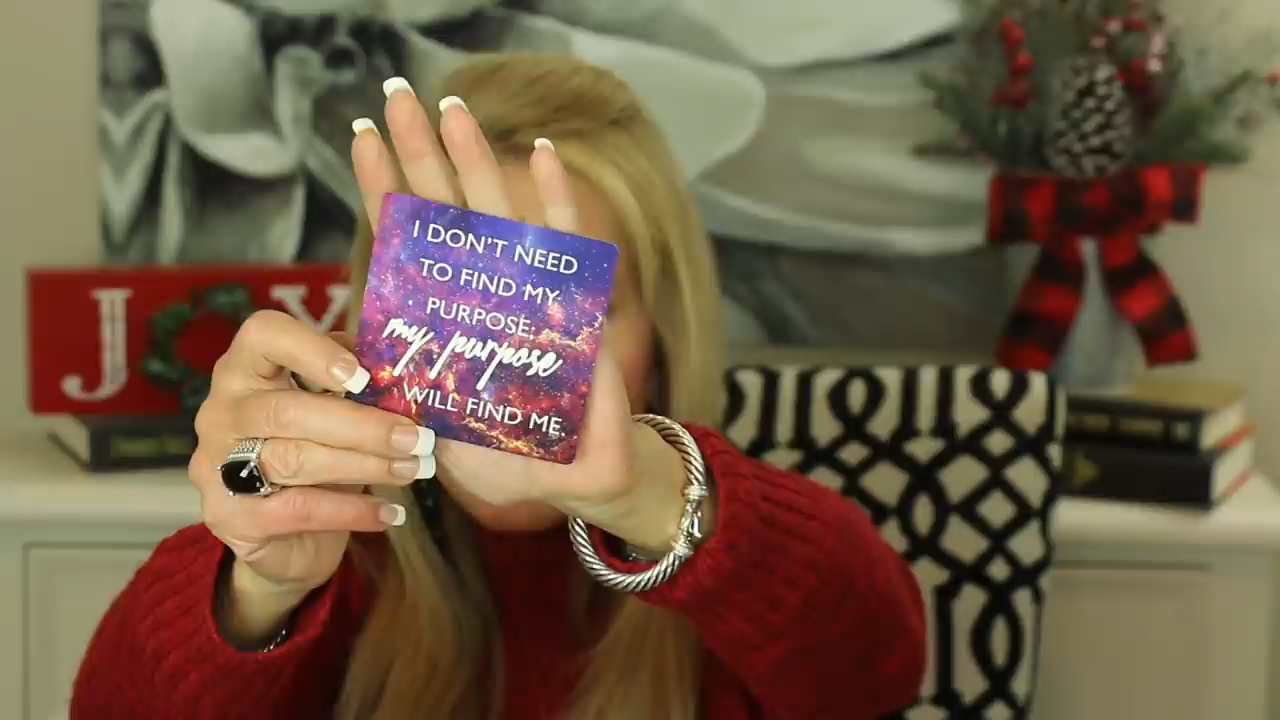 I DON'T NEED
TO FIND MY
PURPOSE;
my purpose
WILL FIND ME.
J Y